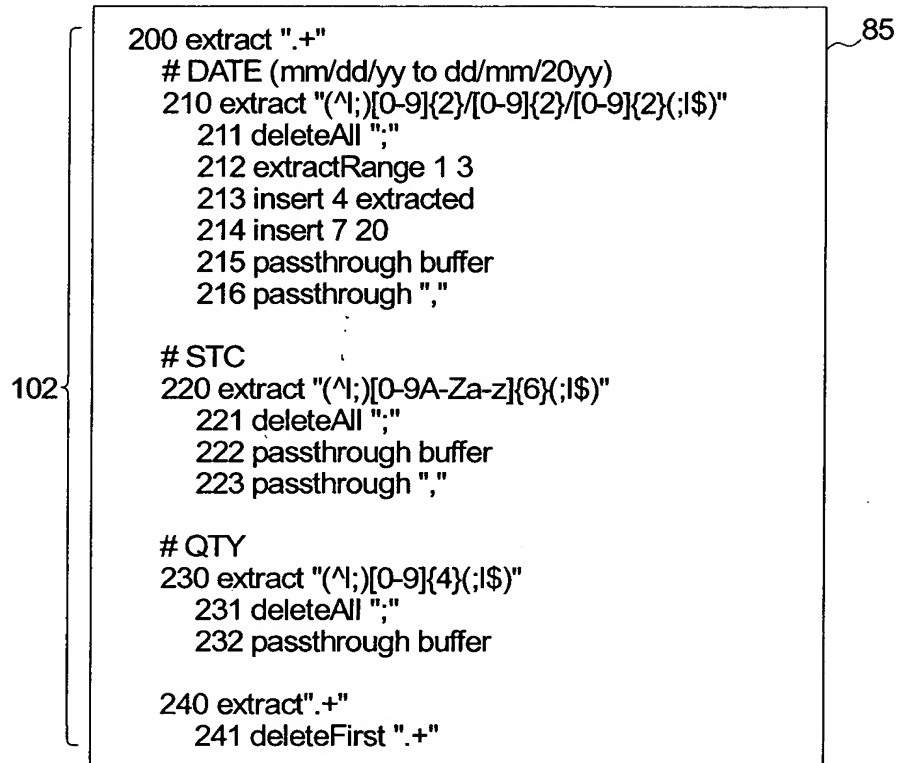 200 extract ".+"
# DATE (mm/dd/yy to dd/mm/20yy)
210 extract "(^|;)[0-9]{2}/[0-9]{2}/[0-9]{2}(;|$)"
211 deleteAll ";"
212 extractRange 1 3
213 insert 4 extracted
214 insert 7 20
215 passthrough buffer
216 passthrough ","
# STC
220 extract "(^|;)[0-9A-Za-z]{6}(;|$)"
221 deleteAll ";"
222 passthrough buffer
223 passthrough ","
# QTY
230 extract "(^|;)[0-9]{4}(;|$)"
231 deleteAll ";"
232 passthrough buffer
240 extract".+"
241 deleteFirst ".+"
102
85